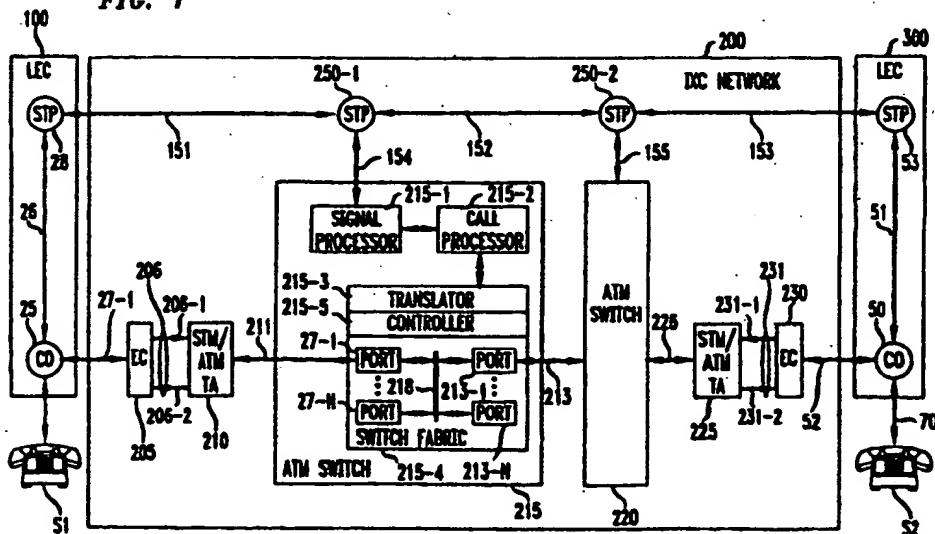 FIG. 1
100
LEC
200
IXC NETWORK
300
LEC
250-1
250-2
STP
STP
STP
STP
28
151
152
153
53
154
155
215-1
215-2
SIGNAL
PROCESSOR
CALL
PROCESSOR
26
51
215-3
TRANSLATOR
215-5
CONTROLLER
ATM
SWITCH
25
27-1
206
206-1
211
27-1
PORT
PORT
213
226
231-1
231
230
50
CO
EC
STM/
ATM
TA
218
213-1
STM/
ATM
TA
EC
CO
27-N
PORT
PORT
206-2
231-2
52
70
205
210
SWITCH FABRIC
225
ATM SWITCH
215-4
213-N
215
220
S1
S2